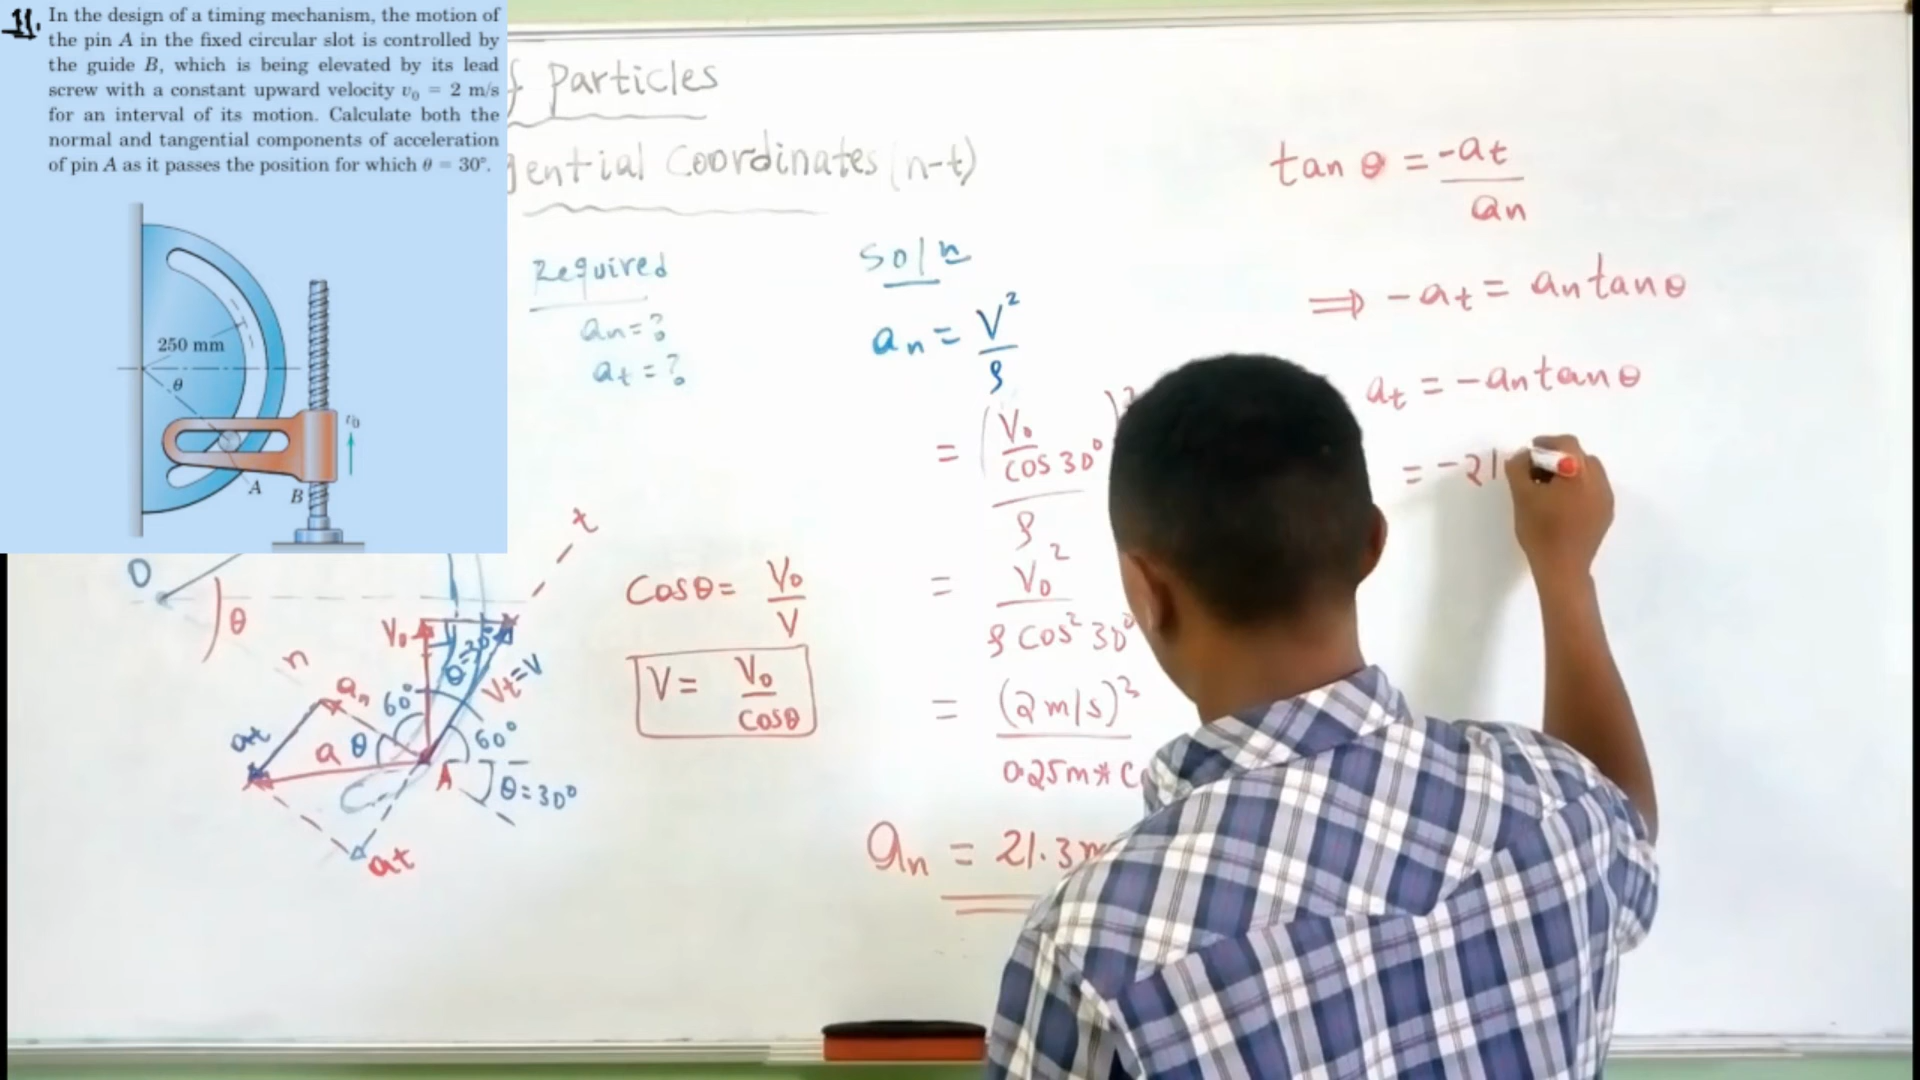 11. In the design of a timing mechanism, the motion of
the pin A in the fixed circular slot is controlled by
the guide B, which is being elevated by its lead
screw with a constant upward velocity v₀ = 2 m/s
for an interval of its motion. Calculate both the
normal and tangential components of acceleration
of pin A as it passes the position for which θ = 30°.
250 mm
θ
v₀
A
B
f particles
gential Coordinates (n-t)
Required
an = ?
at = ?
Soln
an = V²/ρ
= (V₀/cos 30°)²/ρ
= V₀²/ρ cos² 30°
= (2 m/s)²/0.25m*C
an = 21.3m
tan θ = -at/an
⇒ -at = an tan θ
at = -an tan θ
= -21
O
θ
n
t
V₀
θ=30°
Vt=V
an
60°
at
a
θ
60°
A
θ=30°
at
Cos θ = V₀/V
V = V₀/cosθ